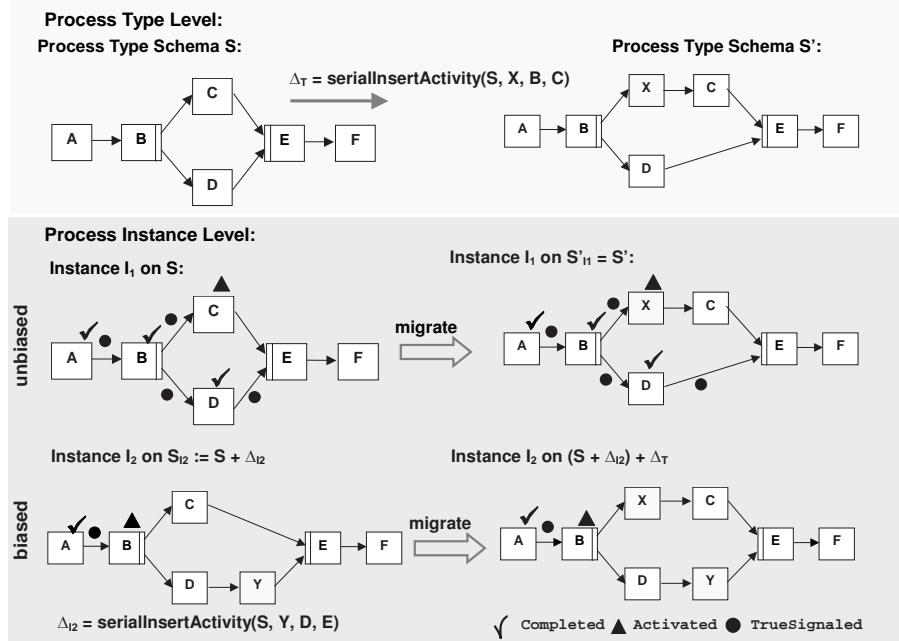 Process Type Level:
Process Type Schema S:
Process Type Schema S’:
ΔT = serialInsertActivity(S, X, B, C)
A
B
C
D
E
F
A
B
X
C
D
E
F
Process Instance Level:
unbiased
Instance I1 on S:
Instance I1 on S’I1 = S’:
A
B
C
D
E
F
migrate
A
B
X
C
D
E
F
biased
Instance I2 on SI2 := S + ΔI2
Instance I2 on (S + ΔI2) + ΔT
A
B
C
D
Y
E
F
migrate
A
B
X
C
D
Y
E
F
ΔI2 = serialInsertActivity(S, Y, D, E)
Completed
Activated
TrueSignaled